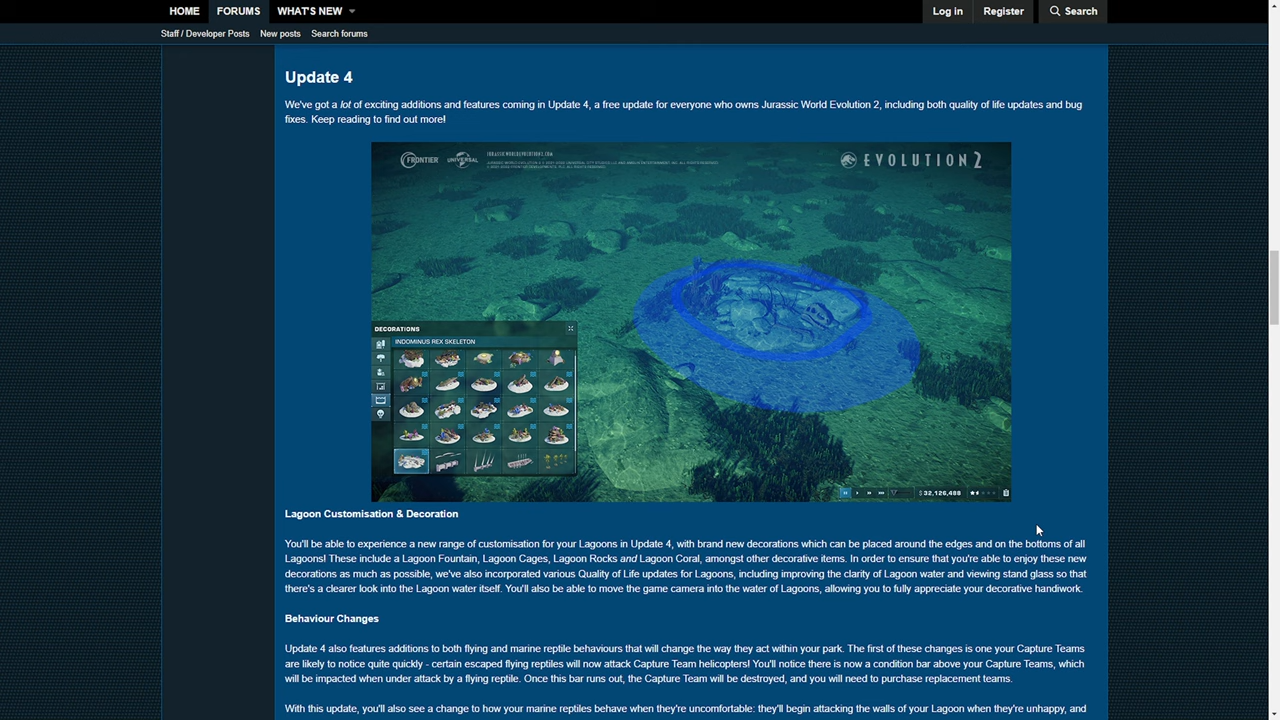 HOME FORUMS WHAT'S NEW Log in Register Search
Staff / Developer Posts New posts Search forums
Update 4
We've got a lot of exciting additions and features coming in Update 4, a free update for everyone who owns Jurassic World Evolution 2, including both quality of life updates and bug
fixes. Keep reading to find out more!
FRONTIER UNIVERSAL JURASSICWORLDEVOLUTION2.COM EVOLUTION 2
DECORATIONS
INDOMINUS REX SKELETON
$ 32,126,488
Lagoon Customisation & Decoration
You'll be able to experience a new range of customisation for your Lagoons in Update 4, with brand new decorations which can be placed around the edges and on the bottoms of all
Lagoons! These include a Lagoon Fountain, Lagoon Cages, Lagoon Rocks and Lagoon Coral, amongst other decorative items. In order to ensure that you're able to enjoy these new
decorations as much as possible, we've also incorporated various Quality of Life updates for Lagoons, including improving the clarity of Lagoon water and viewing stand glass so that
there's a clearer look into the Lagoon water itself. You'll also be able to move the game camera into the water of Lagoons, allowing you to fully appreciate your decorative handiwork.
Behaviour Changes
Update 4 also features additions to both flying and marine reptile behaviours that will change the way they act within your park. The first of these changes is one your Capture Teams
are likely to notice quite quickly - certain escaped flying reptiles will now attack Capture Team helicopters! You'll notice there is now a condition bar above your Capture Teams, which
will be impacted when under attack by a flying reptile. Once this bar runs out, the Capture Team will be destroyed, and you will need to purchase replacement teams.
With this update, you'll also see a change to how your marine reptiles behave when they're uncomfortable: they'll begin attacking the walls of your Lagoon when they're unhappy, and